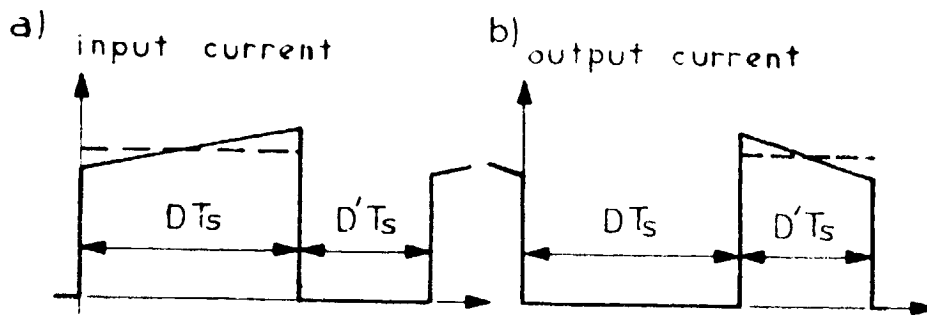 a)
input current
b)
output current
DTs
D'Ts
DTs
D'Ts